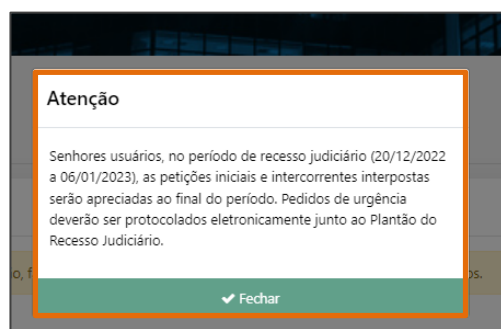 Atenção
Senhores usuários, no período de recesso judiciário (20/12/2022
a 06/01/2023), as petições iniciais e intercorrentes interpostas
serão apreciadas ao final do período. Pedidos de urgência
deverão ser protocolados eletronicamente junto ao Plantão do
Recesso Judiciário.
o, f
os.
Fechar